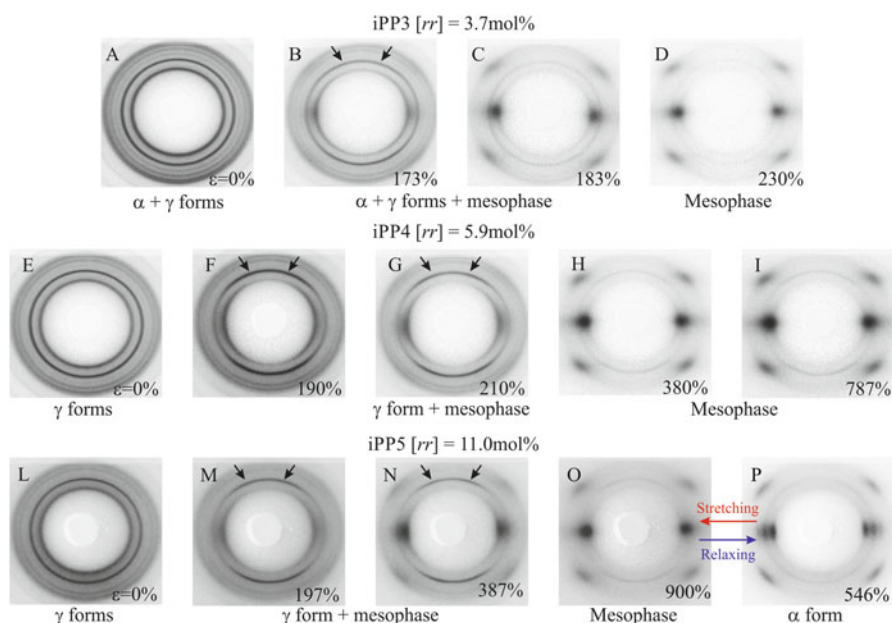 iPP3 [rr] = 3.7mol%
A B C D
ε=0% 173% 183% 230%
α + γ forms α + γ forms + mesophase Mesophase
iPP4 [rr] = 5.9mol%
E F G H I
ε=0% 190% 210% 380% 787%
γ forms γ form + mesophase Mesophase
iPP5 [rr] = 11.0mol%
L M N O P
Stretching
Relaxing
ε=0% 197% 387% 900% 546%
γ forms γ form + mesophase Mesophase α form